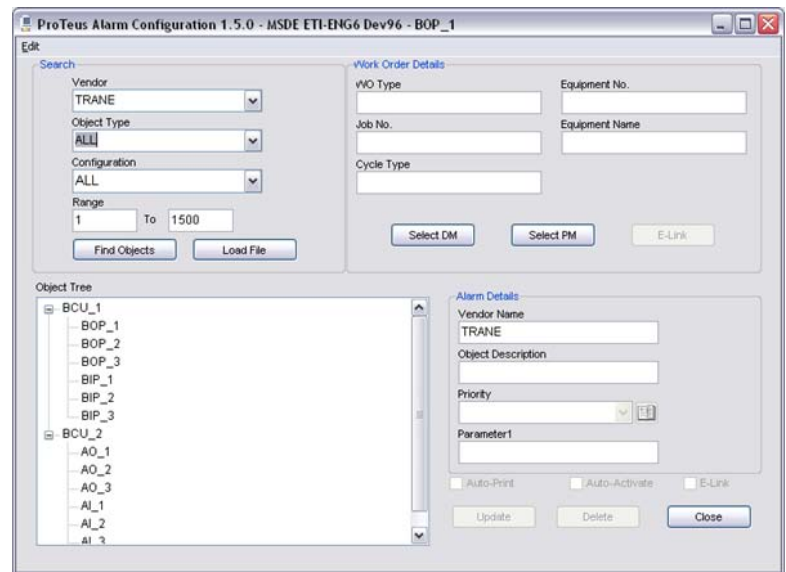 ProTeus Alarm Configuration 1.5.0 - MSDE ETI-ENG6 Dev96 - BOP_1
Edit
Search
Vendor
TRANE
Object Type
ALL
Configuration
ALL
Range
1 To 1500
Find Objects Load File
Work Order Details
WO Type Equipment No.
Job No. Equipment Name
Cycle Type
Select DM Select PM E-Link
Object Tree
BCU_1
BOP_1
BOP_2
BOP_3
BIP_1
BIP_2
BIP_3
BCU_2
AO_1
AO_2
AO_3
AI_1
AI_2
AI_3
Alarm Details
Vendor Name
TRANE
Object Description
Priority
Parameter1
Auto-Print Auto-Activate E-Link
Update Delete Close